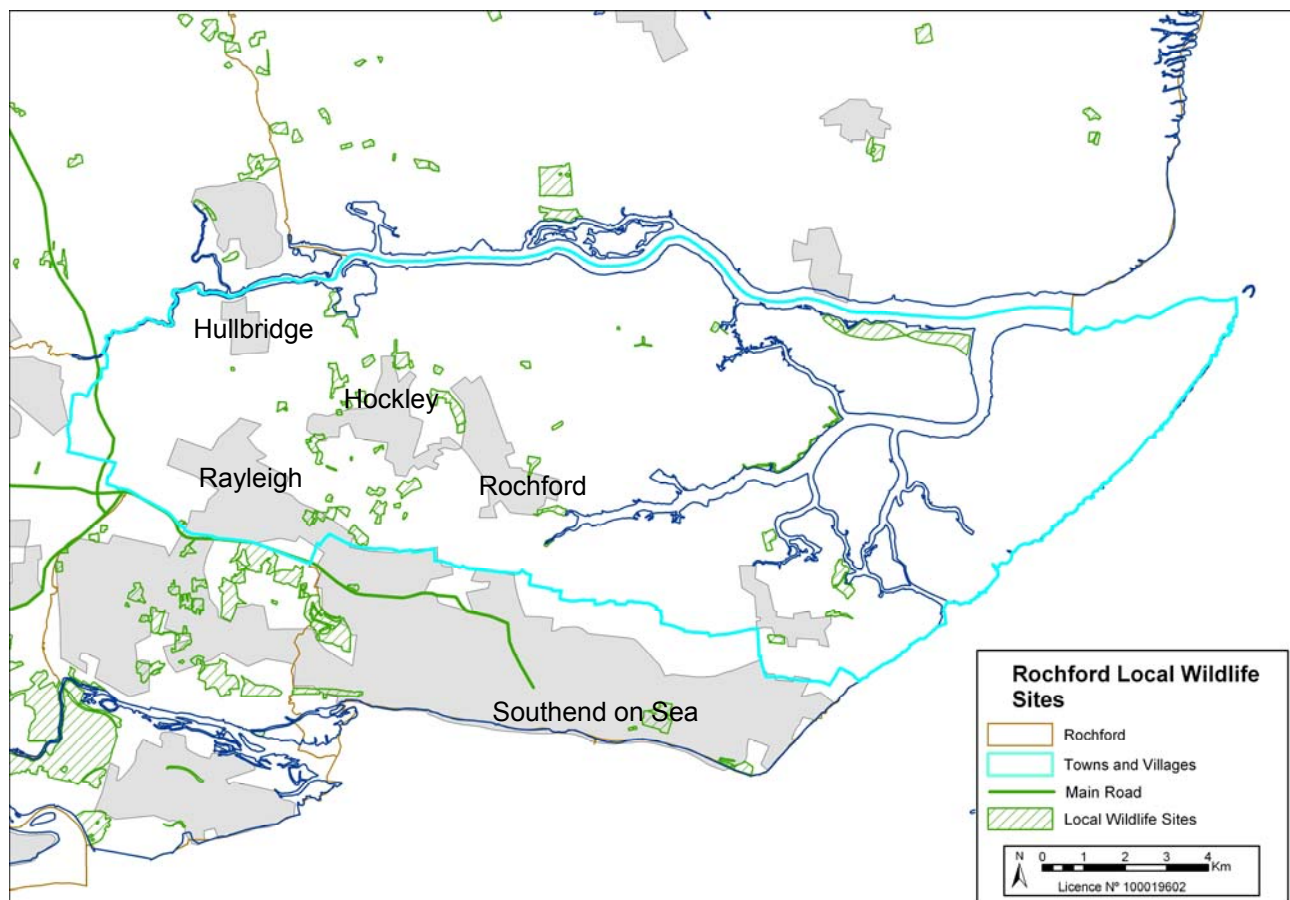 Hullbridge
Hockley
Rayleigh
Rochford
Southend on Sea
Rochford Local Wildlife
Sites
Rochford
Towns and Villages
Main Road
Local Wildlife Sites
N
0 1 2 3 4
Km
Licence Nº 100019602